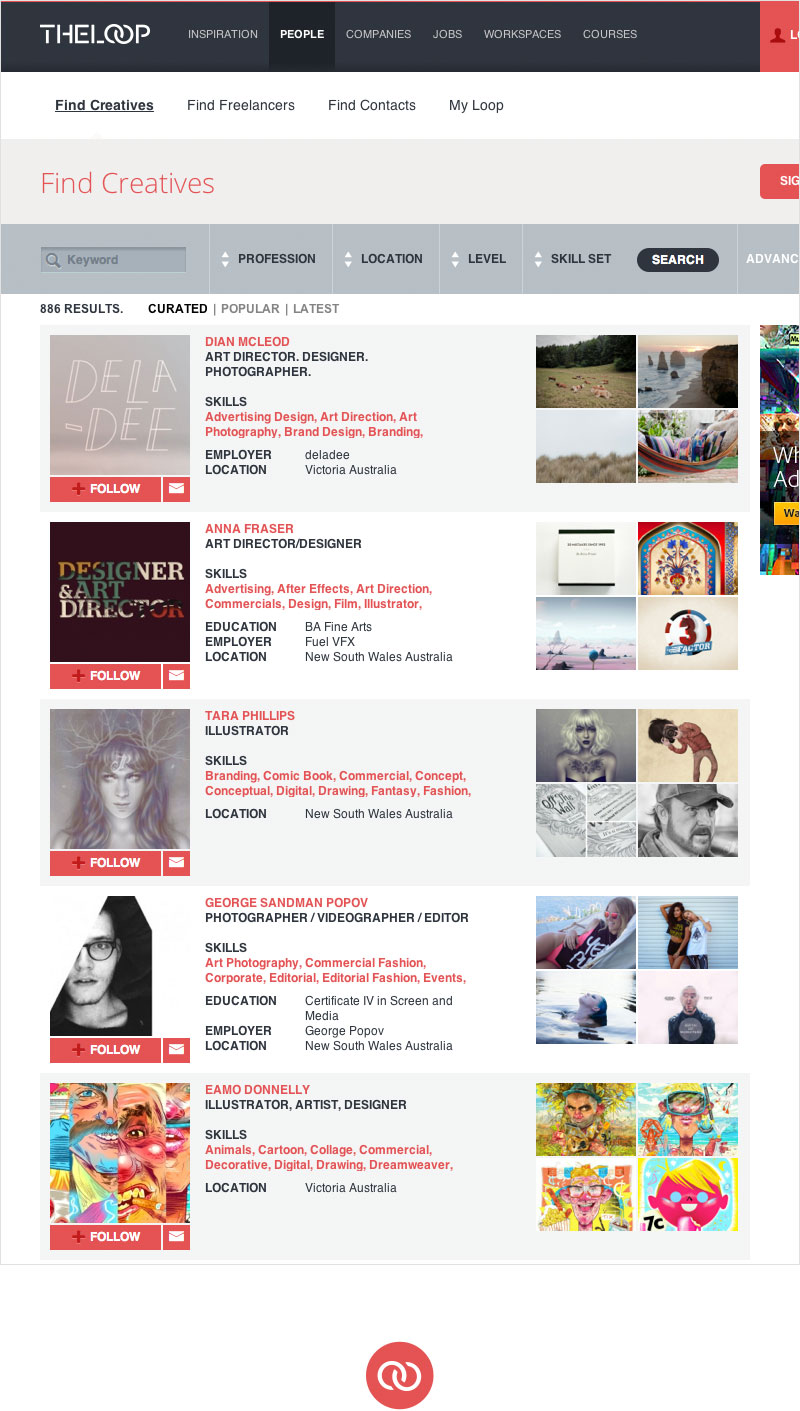 THELOOP
INSPIRATION
PEOPLE
COMPANIES
JOBS
WORKSPACES
COURSES
Find Creatives
Find Freelancers
Find Contacts
My Loop
Find Creatives
SIG
Keyword
PROFESSION
LOCATION
LEVEL
SKILL SET
SEARCH
ADVANC
886 RESULTS.
CURATED | POPULAR | LATEST
DELA
-DEE
FOLLOW
DIAN MCLEOD
ART DIRECTOR. DESIGNER.
PHOTOGRAPHER.
SKILLS
Advertising Design, Art Direction, Art
Photography, Brand Design, Branding,
EMPLOYER deladee
LOCATION Victoria Australia
Wh
Ad
Wa
DESIGNER
& ART
DIRECTOR
FOLLOW
ANNA FRASER
ART DIRECTOR/DESIGNER
SKILLS
Advertising, After Effects, Art Direction,
Commercials, Design, Film, Illustrator,
EDUCATION BA Fine Arts
EMPLOYER Fuel VFX
LOCATION New South Wales Australia
3
FACTOR
FOLLOW
TARA PHILLIPS
ILLUSTRATOR
SKILLS
Branding, Comic Book, Commercial, Concept,
Conceptual, Digital, Drawing, Fantasy, Fashion,
LOCATION New South Wales Australia
Off The
Wall
FOLLOW
GEORGE SANDMAN POPOV
PHOTOGRAPHER / VIDEOGRAPHER / EDITOR
SKILLS
Art Photography, Commercial Fashion,
Corporate, Editorial, Editorial Fashion, Events,
EDUCATION Certificate IV in Screen and
Media
EMPLOYER George Popov
LOCATION New South Wales Australia
FOLLOW
EAMO DONNELLY
ILLUSTRATOR, ARTIST, DESIGNER
SKILLS
Animals, Cartoon, Collage, Commercial,
Decorative, Digital, Drawing, Dreamweaver,
LOCATION Victoria Australia
7c